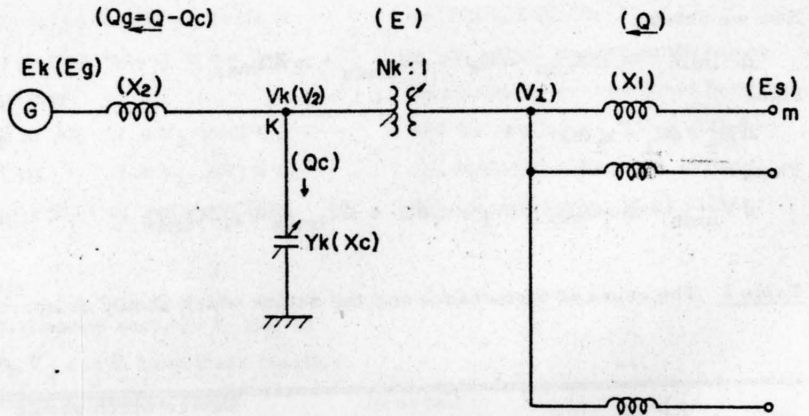 (Qg=Q-Qc)
(E)
(Q)
Ek(Eg)
(X2)
Vk(V2)
Nk:1
(V1)
(X1)
(Es)
G
K
m
(Qc)
Yk(Xc)